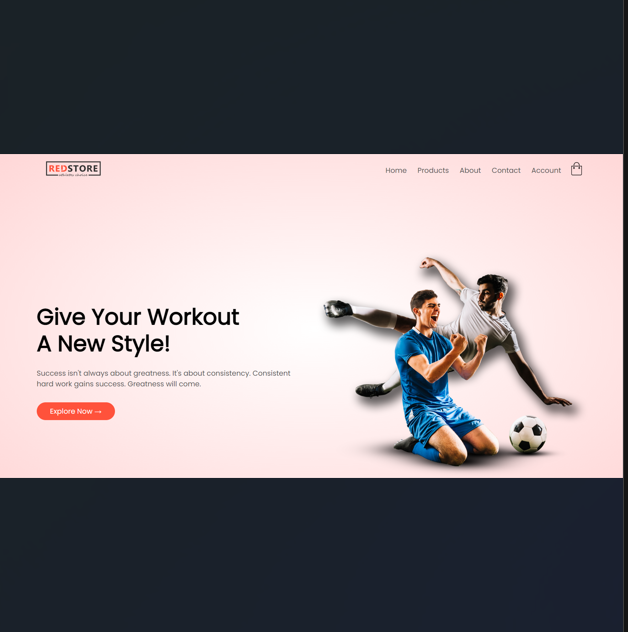 REDSTORE
Home Products About Contact Account
Give Your Workout
A New Style!
Success isn't always about greatness. It's about consistency. Consistent
hard work gains success. Greatness will come.
Explore Now →